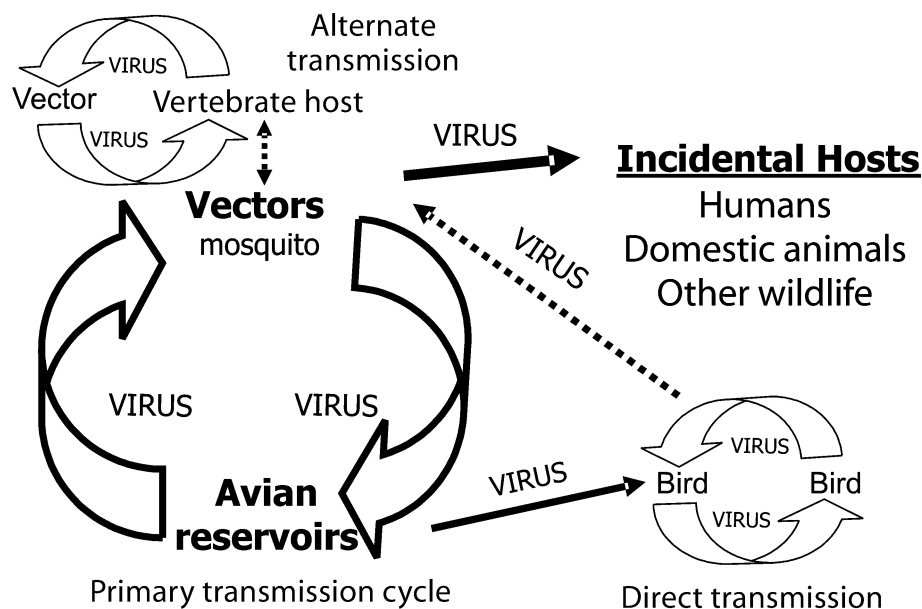 Alternate
transmission
VIRUS
Vector
Vertebrate host
VIRUS
VIRUS
Incidental Hosts
Humans
Domestic animals
Other wildlife
Vectors
mosquito
VIRUS
VIRUS
VIRUS
VIRUS
Bird
Bird
VIRUS
VIRUS
Avian
reservoirs
VIRUS
Primary transmission cycle
Direct transmission